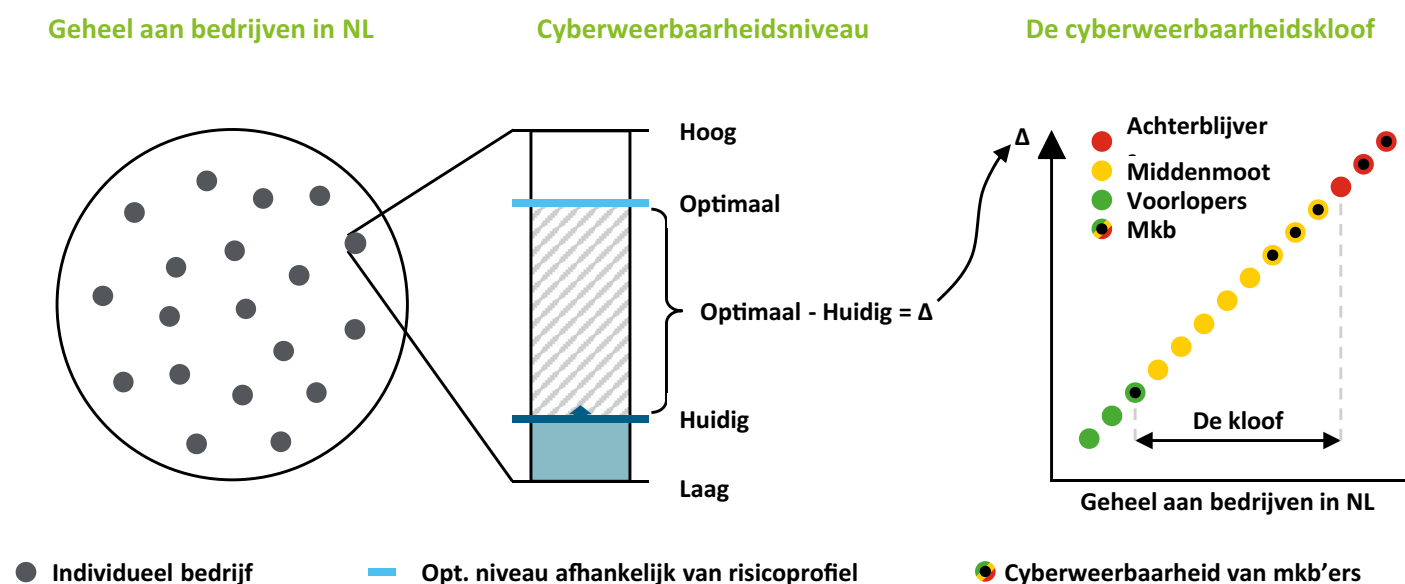 Geheel aan bedrijven in NL
Cyberweerbaarheidsniveau
De cyberweerbaarheidskloof
Hoog
Optimaal
Optimaal - Huidig = Δ
Huidig
Laag
Δ
Achterblijver
Middenmoot
Voorlopers
Mkb
De kloof
Geheel aan bedrijven in NL
Individueel bedrijf
Opt. niveau afhankelijk van risicoprofiel
Cyberweerbaarheid van mkb'ers